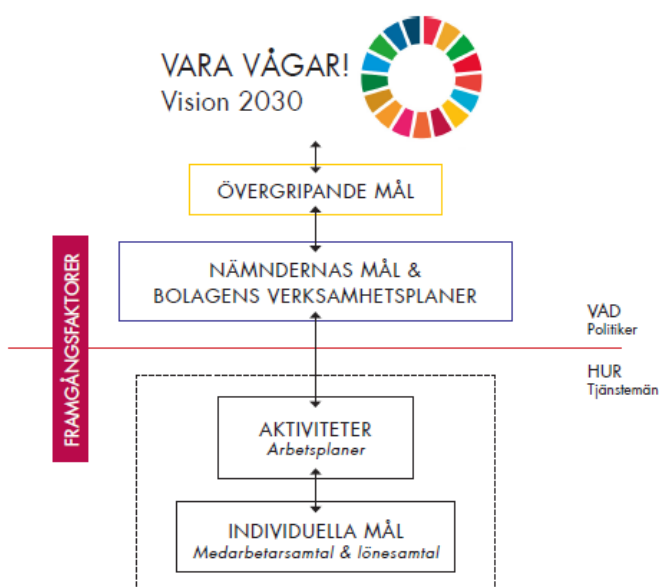 VARA VÅGAR!
Vision 2030
ÖVERGRIPANDE MÅL
NÄMNDERNAS MÅL &
BOLAGENS VERKSAMHETSPLANER
FRAMGÅNGSFAKTORER
VAD
Politiker
HUR
Tjänstemän
AKTIVITETER
Arbetsplaner
INDIVIDUELLA MÅL
Medarbetarsamtal & lönesamtal